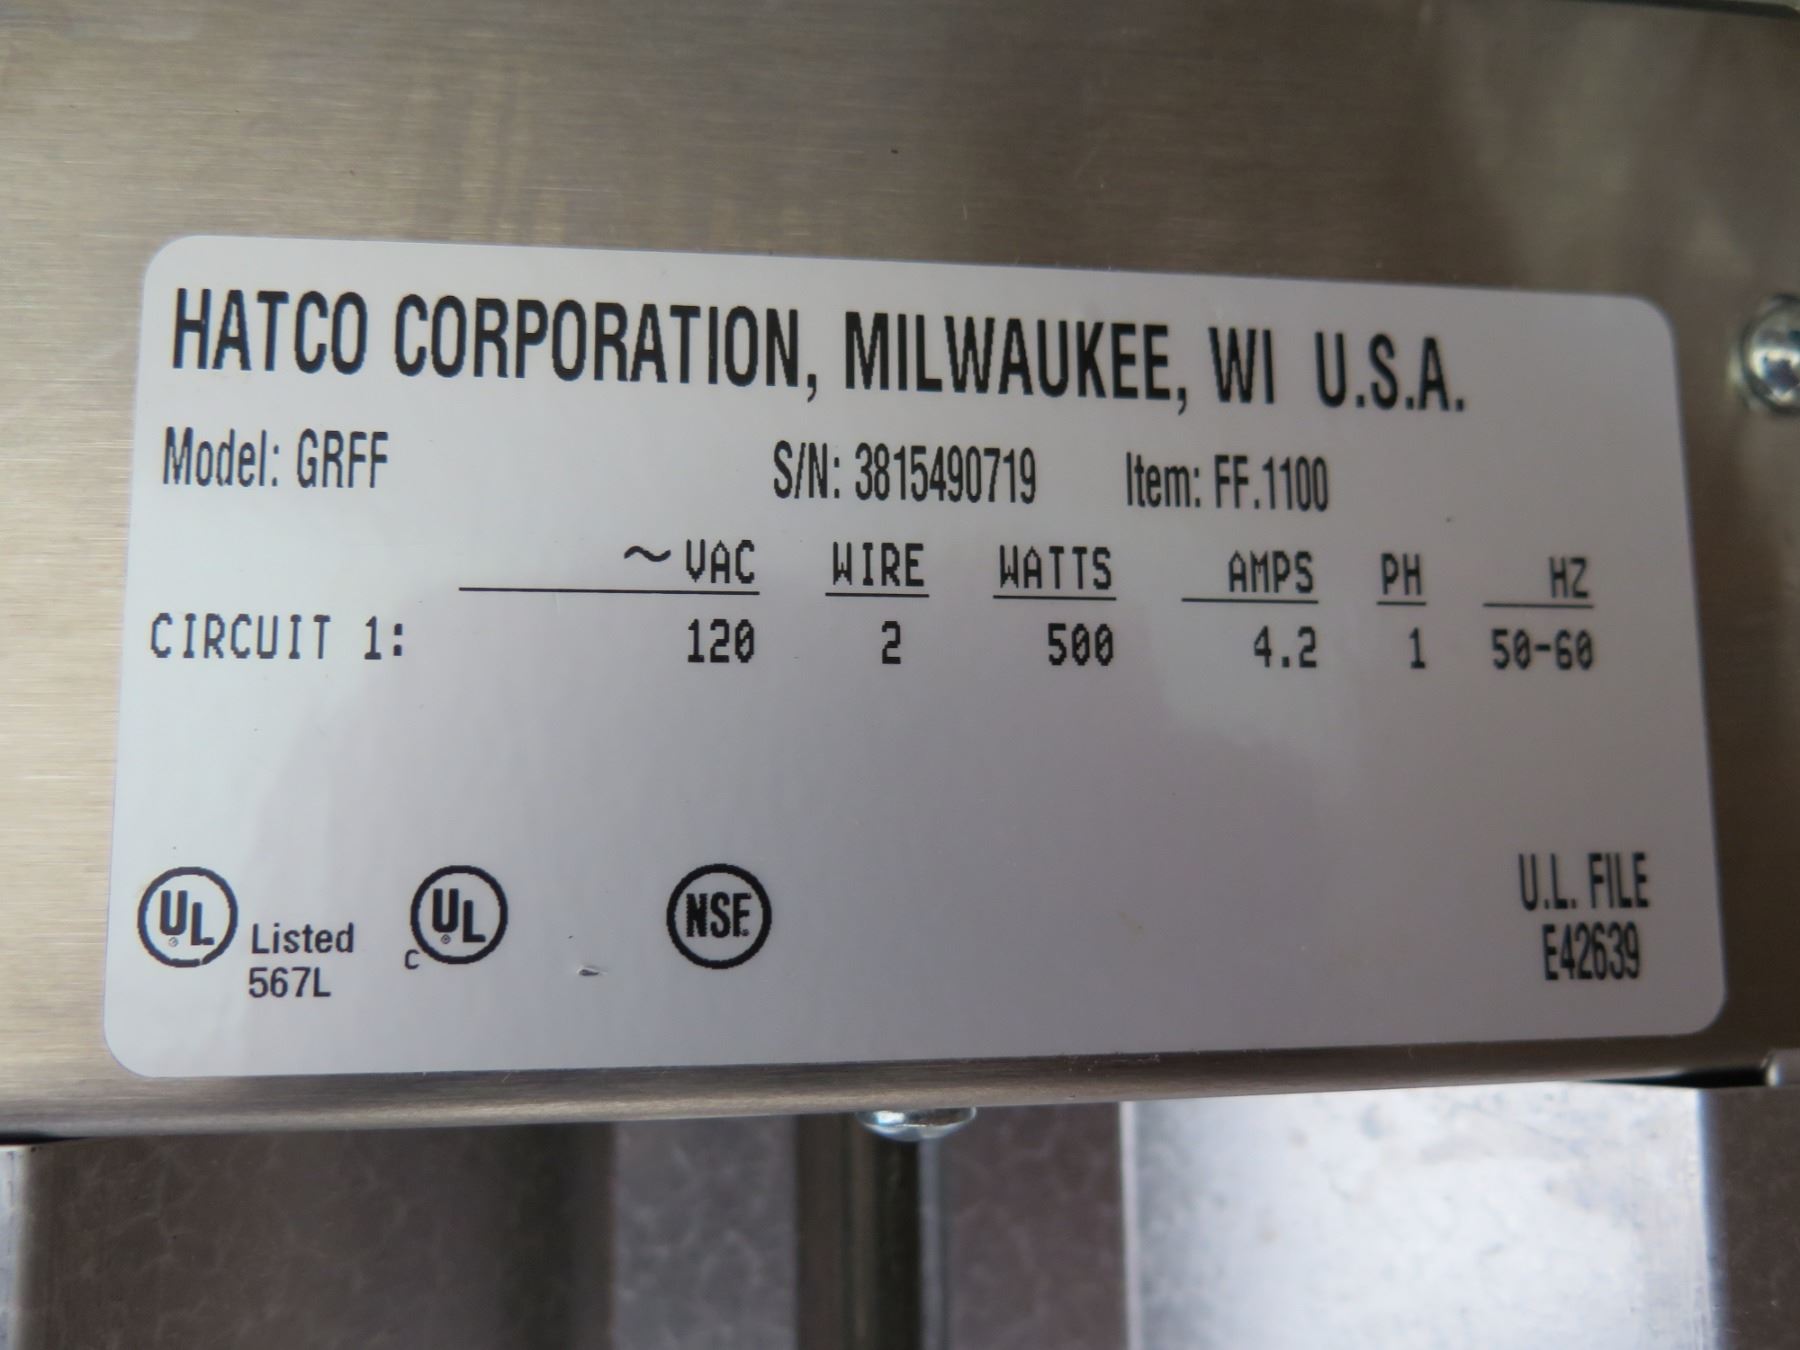 HATCO CORPORATION, MILWAUKEE, WI U.S.A.
Model: GRFF S/N: 3815490719 Item: FF.1100
~VAC WIRE WATTS AMPS PH HZ
CIRCUIT 1: 120 2 500 4.2 1 50-60
UL ® Listed 567L
c UL ®
NSF.
U.L. FILE
E42639